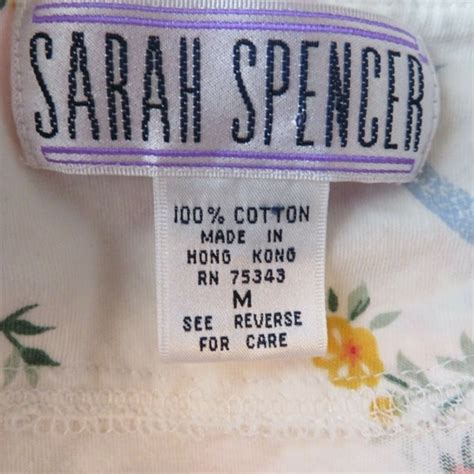 SARAH SPENCER
100% COTTON
MADE IN
HONG KONG
RN 75343
M
SEE REVERSE
FOR CARE